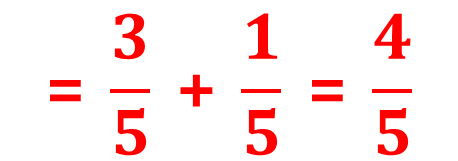 = 3/5 + 1/5 = 4/5